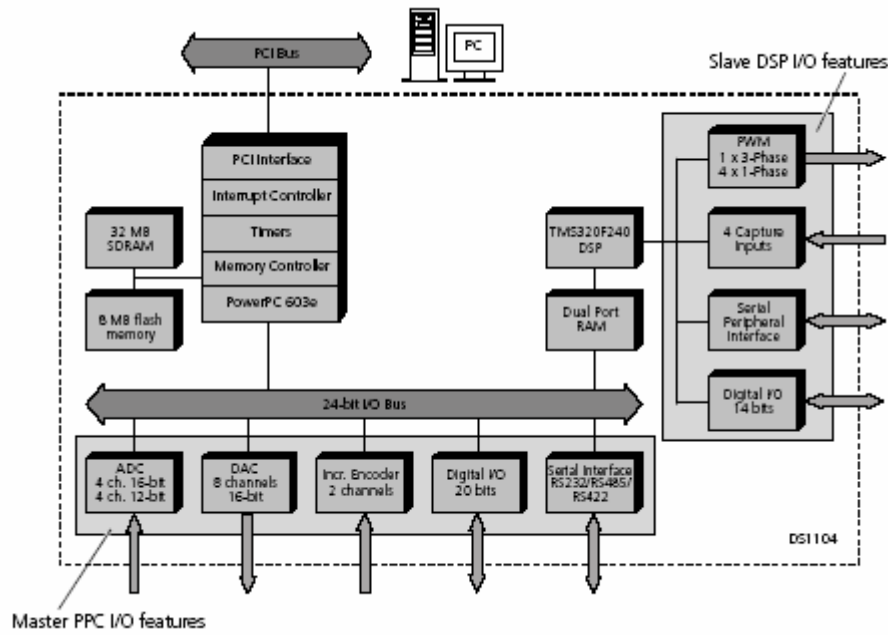 PCI Bus
PC
Slave DSP I/O features
PCI Interface
Interrupt Controller
Timers
Memory Controller
PowerPC 603e
32 MB
SDRAM
8 MB flash
memory
TMS320F240
DSP
Dual Port
RAM
PWM
1 x 3-Phase
4 x 1-Phase
4 Capture
Inputs
Serial
Peripheral
Interface
Digital I/O
14 bits
24-bit I/O Bus
ADC
4 ch. 16-bit
4 ch. 12-bit
DAC
8 channels
16-bit
Incr. Encoder
2 channels
Digital I/O
20 bits
Serial Interface
RS232/RS485/
RS422
DS1104
Master PPC I/O features